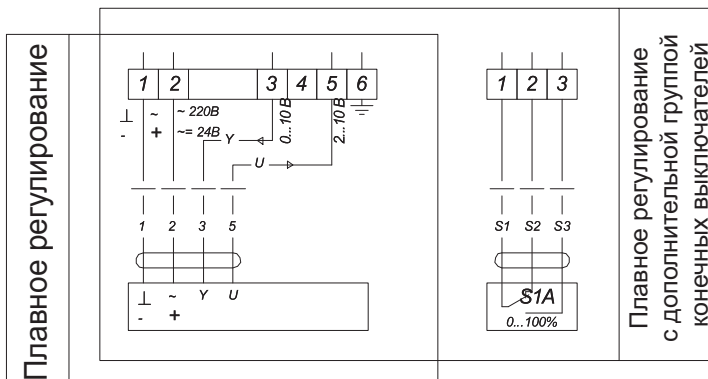 Плавное регулирование
1 2 3 4 5 6
⊥ ~ ~ 220В
- + ~= 24В
Y
0...10 В
U
2...10 В
1 2 3 5
⊥ ~ Y U
- +
1 2 3
S1 S2 S3
S1A
0...100%
Плавное регулирование
с дополнительной группой
конечных выключателей